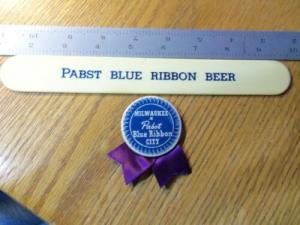 PABST BLUE RIBBON BEER
MILWAUKEE
A
Pabst
Blue Ribbon
CITY